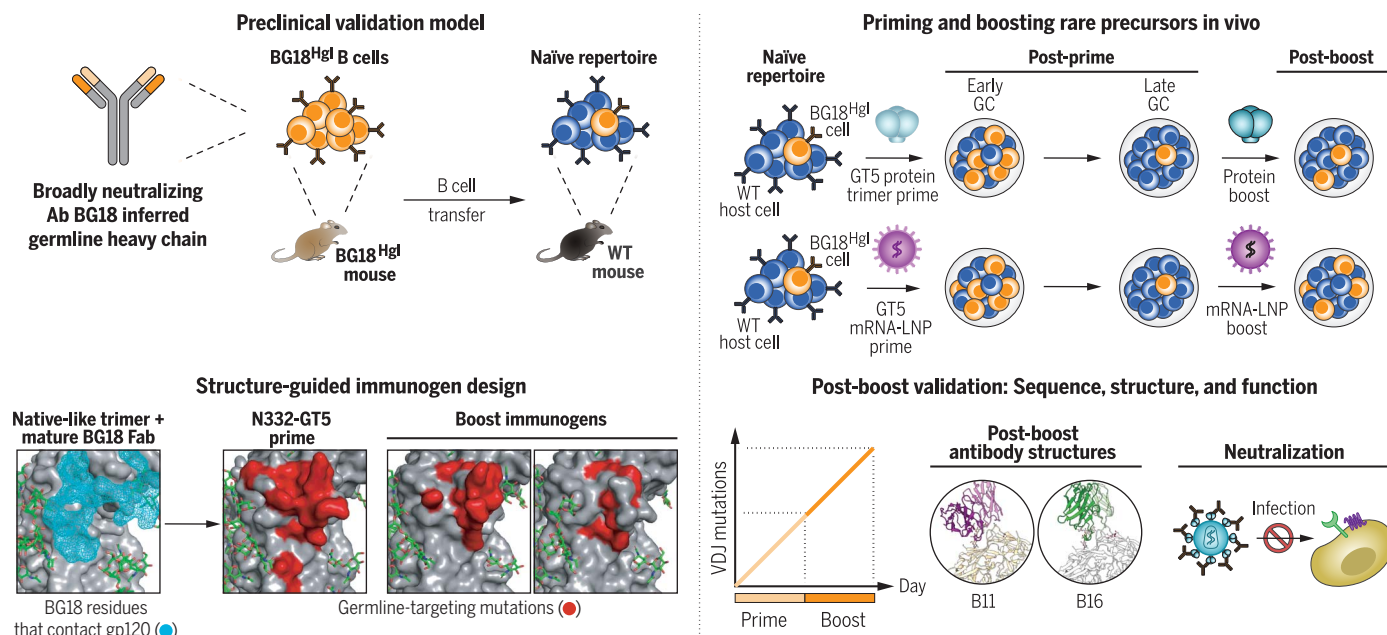 Preclinical validation model
BG18Hgl B cells
Naïve repertoire
Broadly neutralizing
Ab BG18 inferred
germline heavy chain
B cell
transfer
BG18Hgl
mouse
WT
mouse
Priming and boosting rare precursors in vivo
Naïve
repertoire
Post-prime
Post-boost
Early
GC
Late
GC
BG18Hgl
cell
GT5 protein
trimer prime
Protein
boost
WT
host cell
BG18Hgl
cell
GT5
mRNA-LNP
prime
mRNA-LNP
boost
WT
host cell
Structure-guided immunogen design
Native-like trimer +
mature BG18 Fab
N332-GT5
prime
Boost immunogens
BG18 residues
that contact gp120 ( )
Germline-targeting mutations ( )
Post-boost validation: Sequence, structure, and function
VDJ mutations
Day
Prime
Boost
Post-boost
antibody structures
B11
B16
Neutralization
Infection